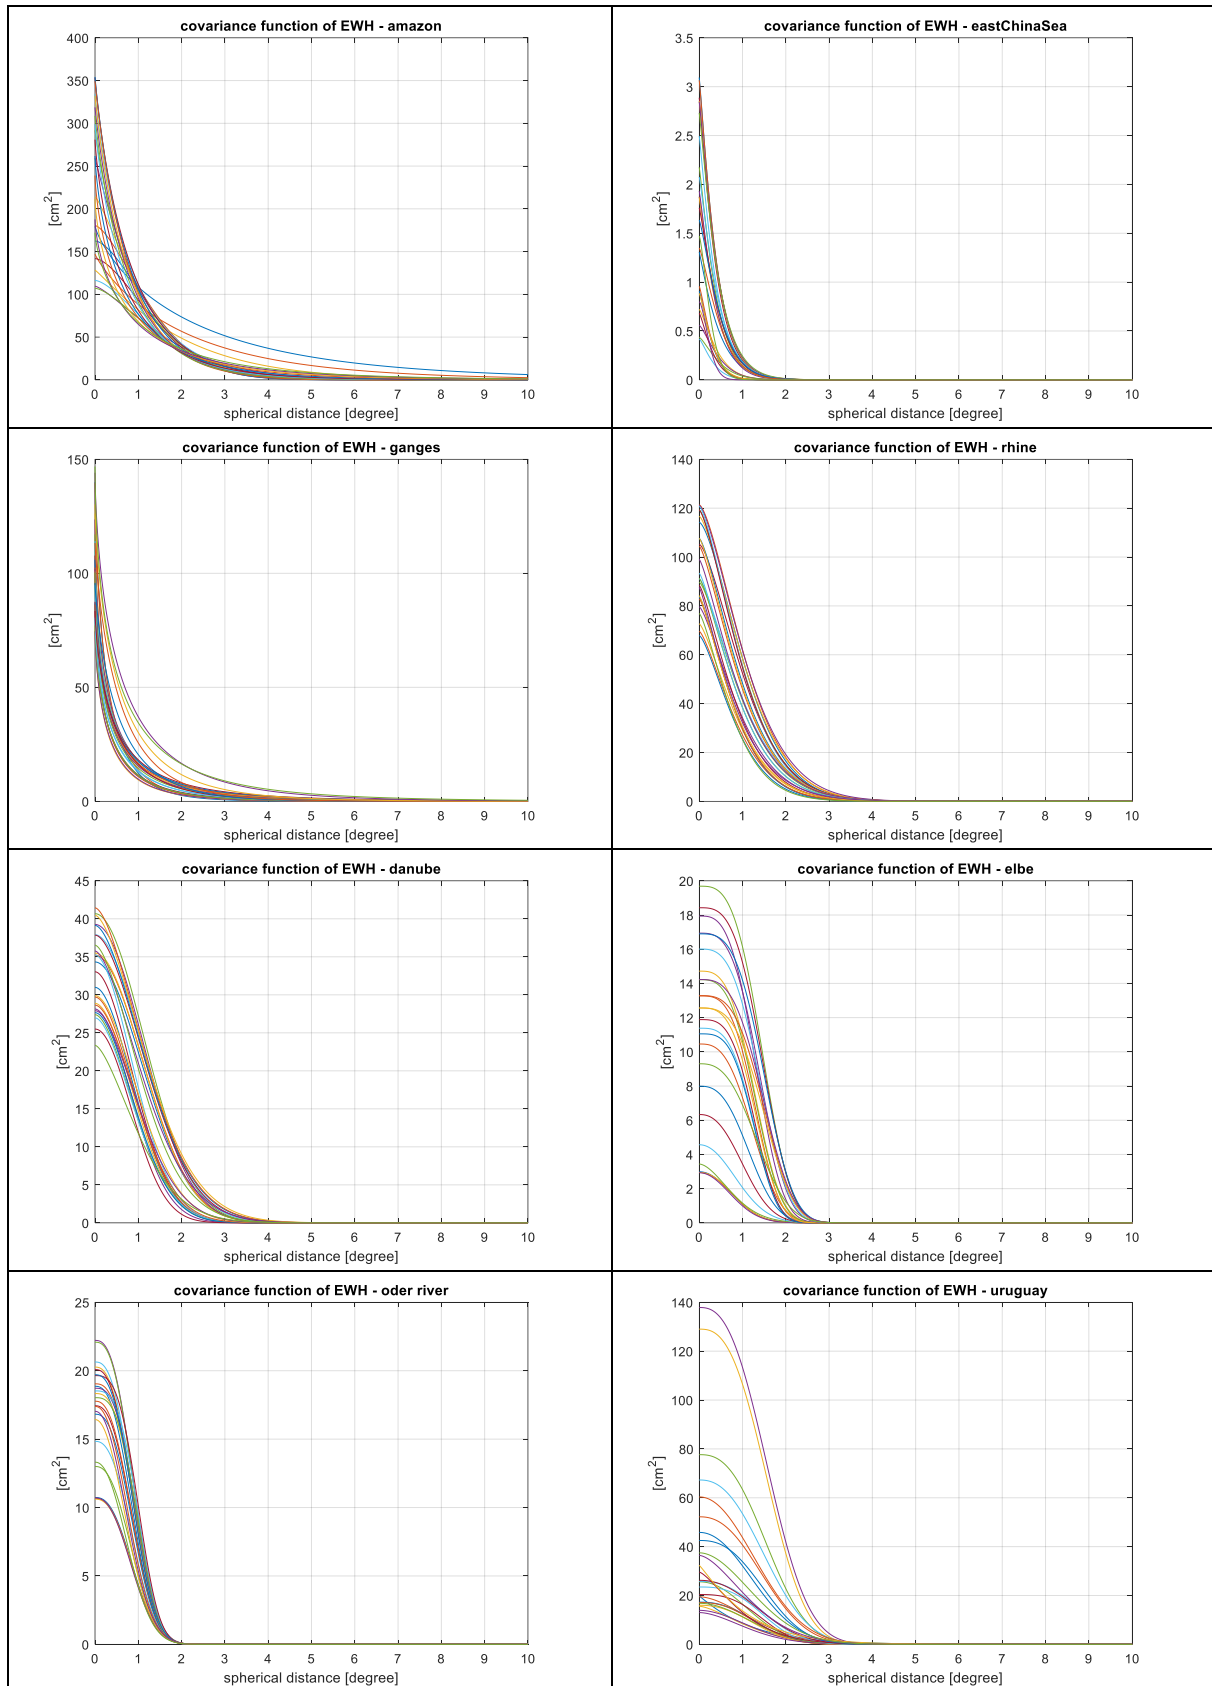 covariance function of EWH - amazon
400
350
300
250
200
150
100
50
0
[cm²]
0 1 2 3 4 5 6 7 8 9 10
spherical distance [degree]
covariance function of EWH - eastChinaSea
3.5
3
2.5
2
1.5
1
0.5
0
[cm²]
0 1 2 3 4 5 6 7 8 9 10
spherical distance [degree]
covariance function of EWH - ganges
150
100
50
0
[cm²]
0 1 2 3 4 5 6 7 8 9 10
spherical distance [degree]
covariance function of EWH - rhine
140
120
100
80
60
40
20
0
[cm²]
0 1 2 3 4 5 6 7 8 9 10
spherical distance [degree]
covariance function of EWH - danube
45
40
35
30
25
20
15
10
5
0
[cm²]
0 1 2 3 4 5 6 7 8 9 10
spherical distance [degree]
covariance function of EWH - elbe
20
18
16
14
12
10
8
6
4
2
0
[cm²]
0 1 2 3 4 5 6 7 8 9 10
spherical distance [degree]
covariance function of EWH - oder river
25
20
15
10
5
0
[cm²]
0 1 2 3 4 5 6 7 8 9 10
spherical distance [degree]
covariance function of EWH - uruguay
140
120
100
80
60
40
20
0
[cm²]
0 1 2 3 4 5 6 7 8 9 10
spherical distance [degree]